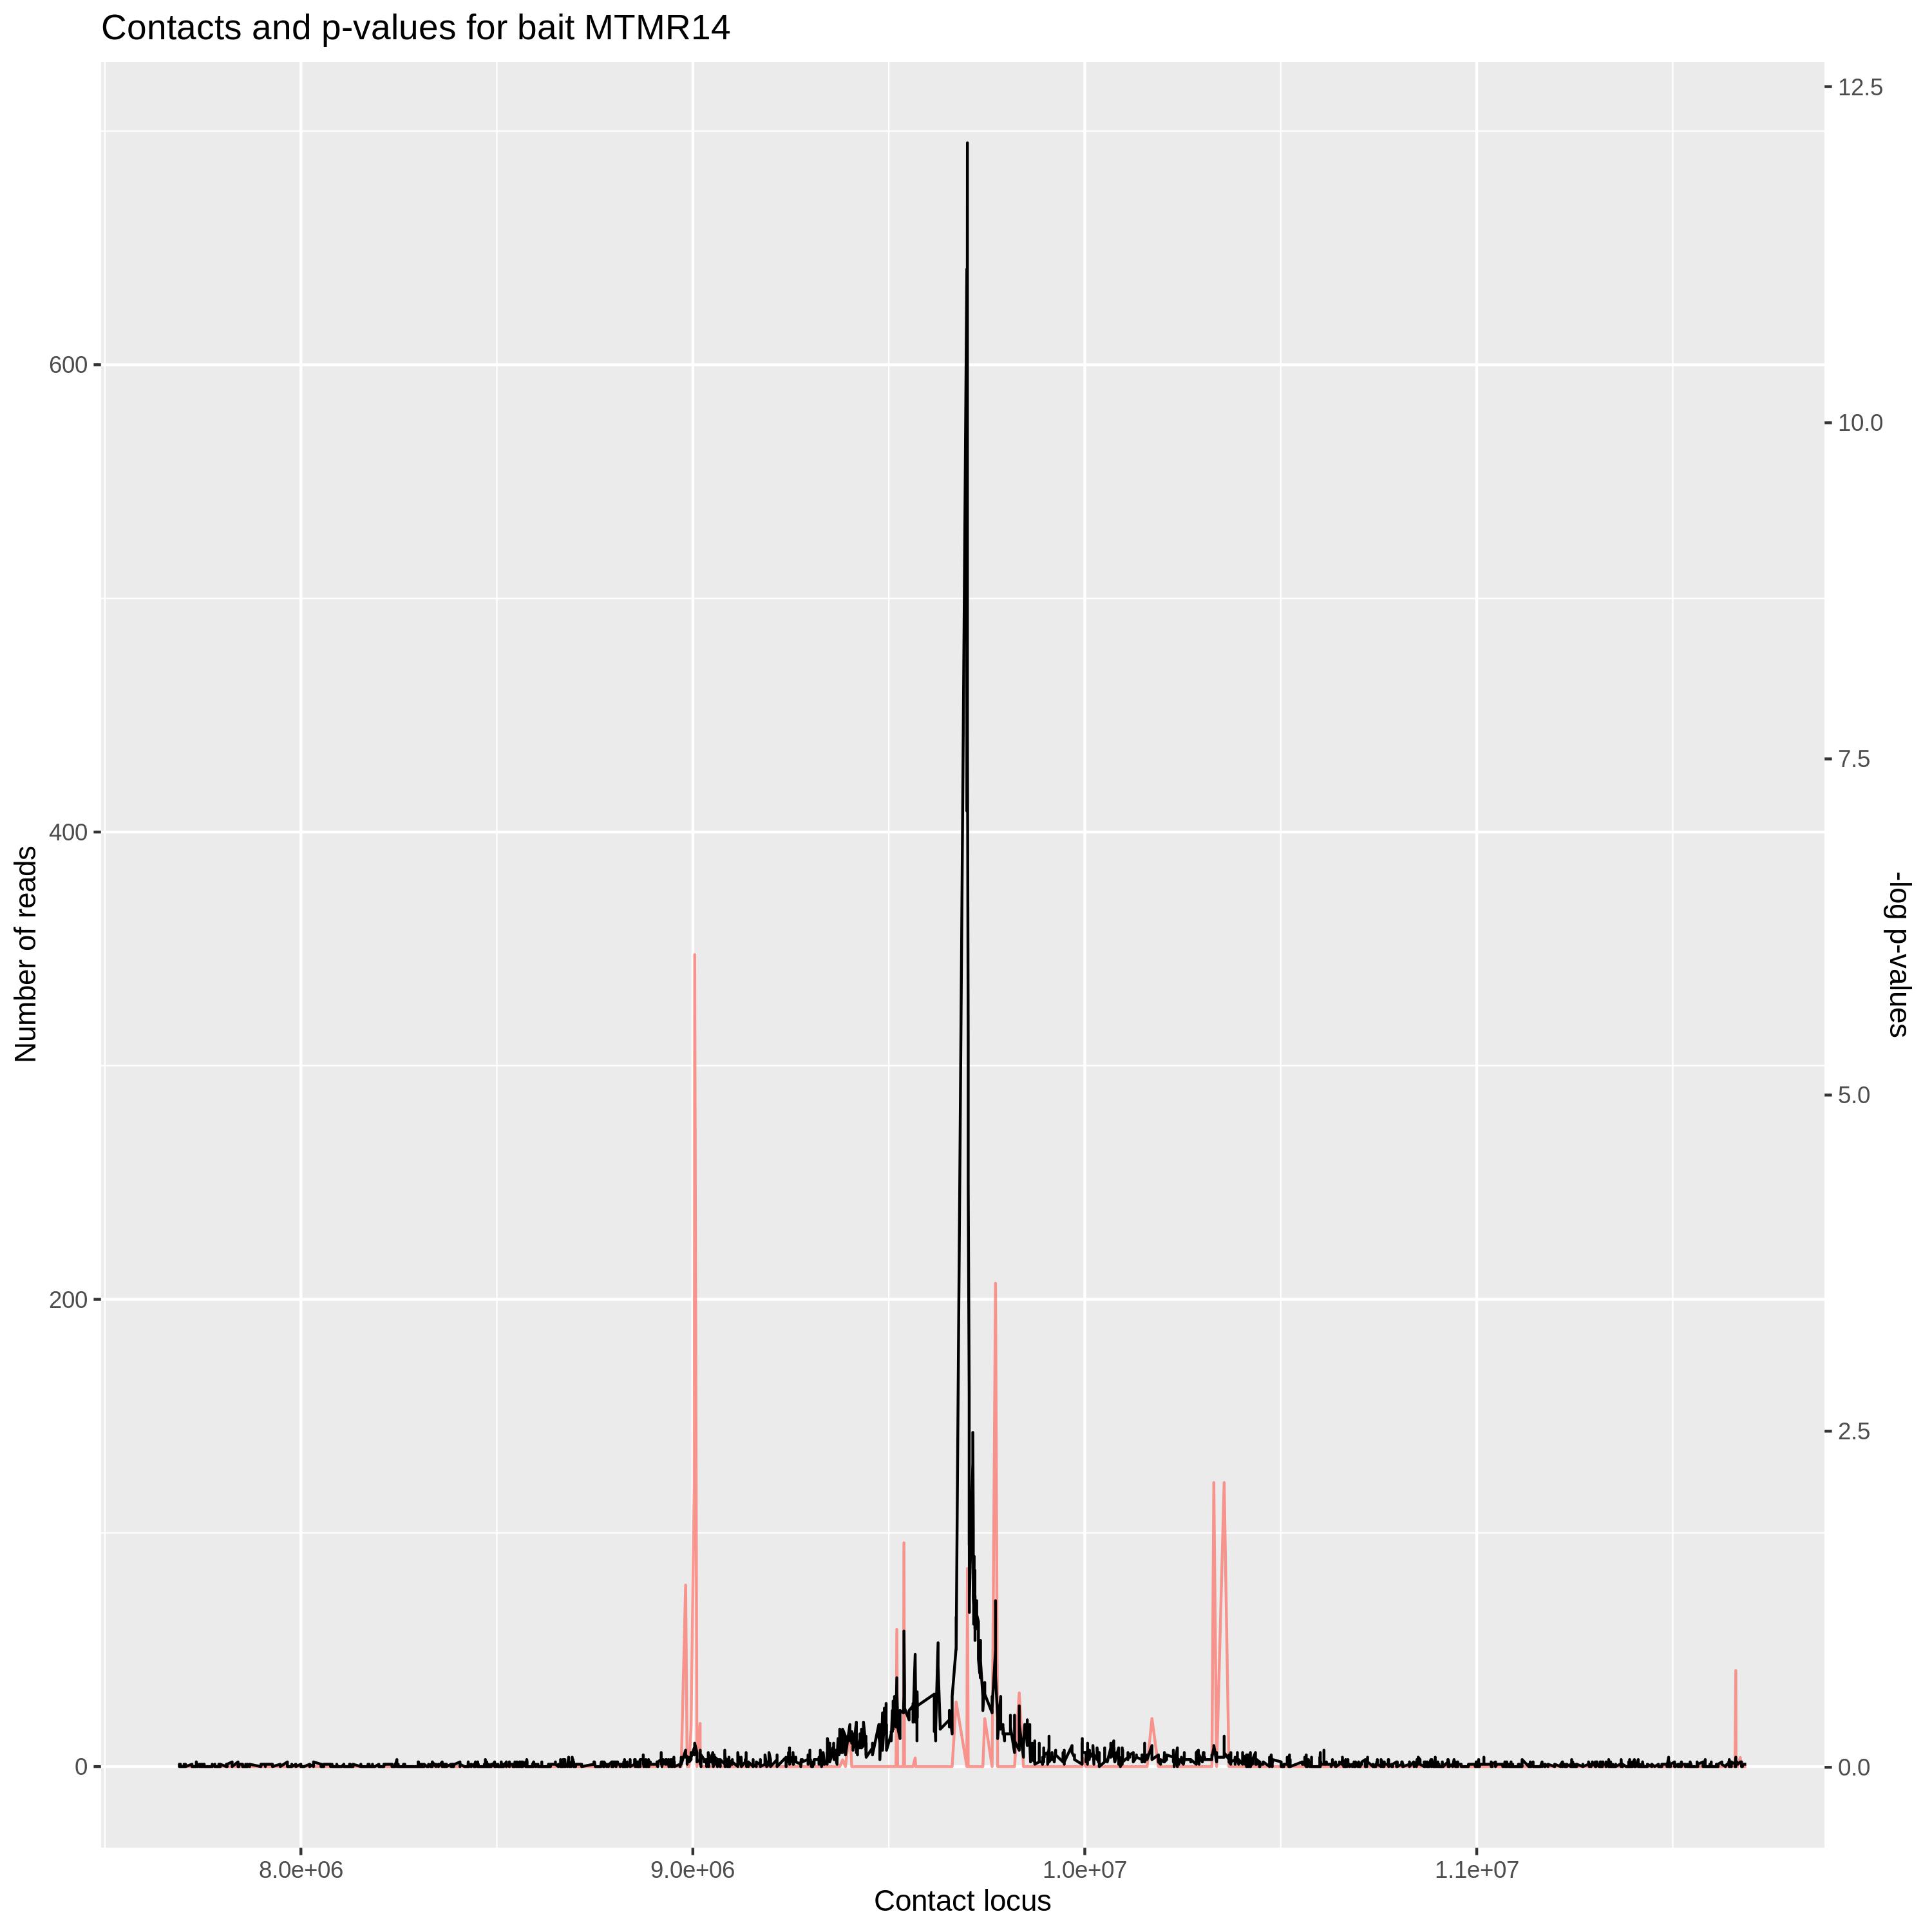 Contacts and p-values for bait MTMR14
12.5
600
10.0
7.5
400
Number of reads
-log p-values
5.0
200
2.5
0
0.0
8.0e+06
9.0e+06
1.0e+07
1.1e+07
Contact locus